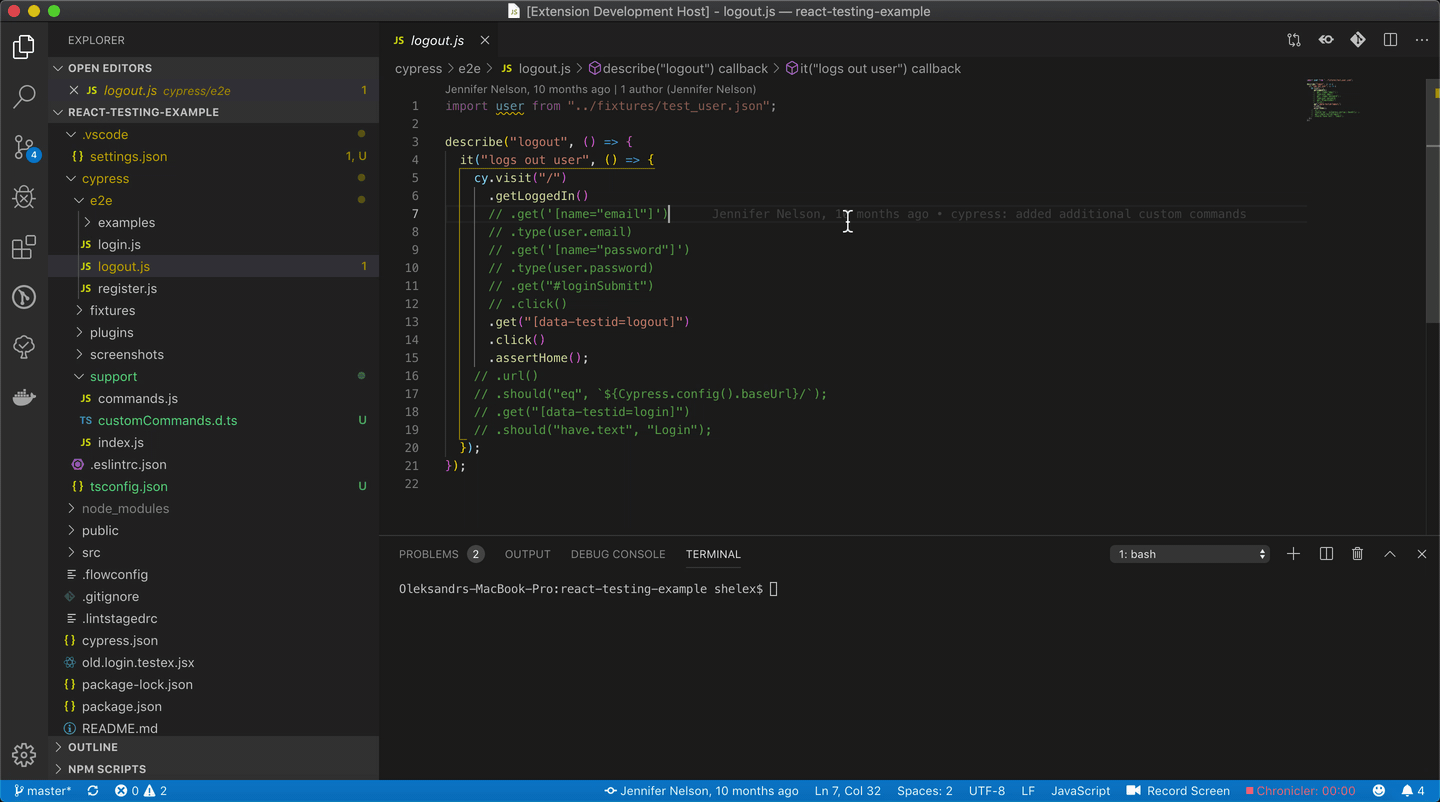 [Extension Development Host] - logout.js — react-testing-example
EXPLORER
OPEN EDITORS
JS logout.js cypress/e2e 1
REACT-TESTING-EXAMPLE
.vscode
{} settings.json 1, U
cypress
e2e
examples
JS login.js
JS logout.js 1
JS register.js
fixtures
plugins
screenshots
support
JS commands.js
TS customCommands.d.ts U
JS index.js
.eslintrc.json
{} tsconfig.json U
node_modules
public
src
.flowconfig
.gitignore
.lintstagedrc
{} cypress.json
old.login.testex.jsx
{} package-lock.json
{} package.json
README.md
OUTLINE
NPM SCRIPTS
4
JS logout.js
cypress > e2e > JS logout.js > describe("logout") callback > it("logs out user") callback
Jennifer Nelson, 10 months ago | 1 author (Jennifer Nelson)
1 import user from "../fixtures/test_user.json";
2
3 describe("logout", () => {
4 it("logs out user", () => {
5 cy.visit("/")
6 .getLoggedIn()
7 // .get('[name="email"]') Jennifer Nelson, 10 months ago • cypress: added additional custom commands
8 // .type(user.email)
9 // .get('[name="password"]')
10 // .type(user.password)
11 // .get("#loginSubmit")
12 // .click()
13 .get("[data-testid=logout]")
14 .click()
15 .assertHome();
16 // .url()
17 // .should("eq", `${Cypress.config().baseUrl}/`);
18 // .get("[data-testid=login]")
19 // .should("have.text", "Login");
20 });
21 });
22
PROBLEMS 2 OUTPUT DEBUG CONSOLE TERMINAL 1: bash
Oleksandrs-MacBook-Pro:react-testing-example shelex$
master* 0 2 Jennifer Nelson, 10 months ago Ln 7, Col 32 Spaces: 2 UTF-8 LF JavaScript Record Screen Chronicler: 00:00 4